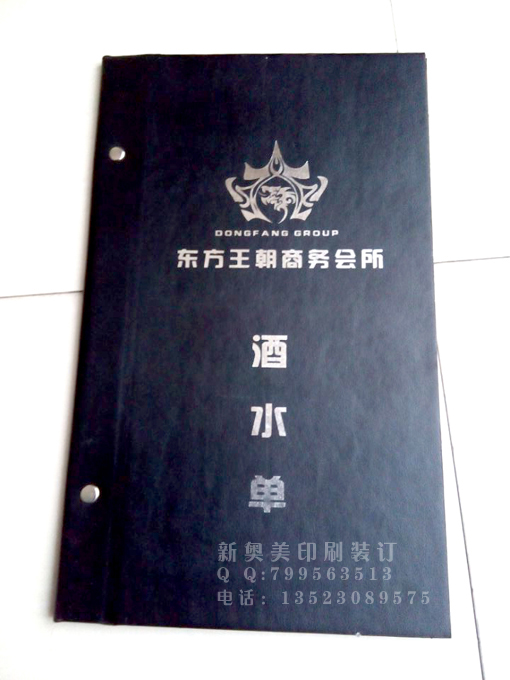 DONGFANG GROUP
东方王朝商务会所
酒
水
单
新奥美印刷装订
QQ:799563513
电话: 13523089575